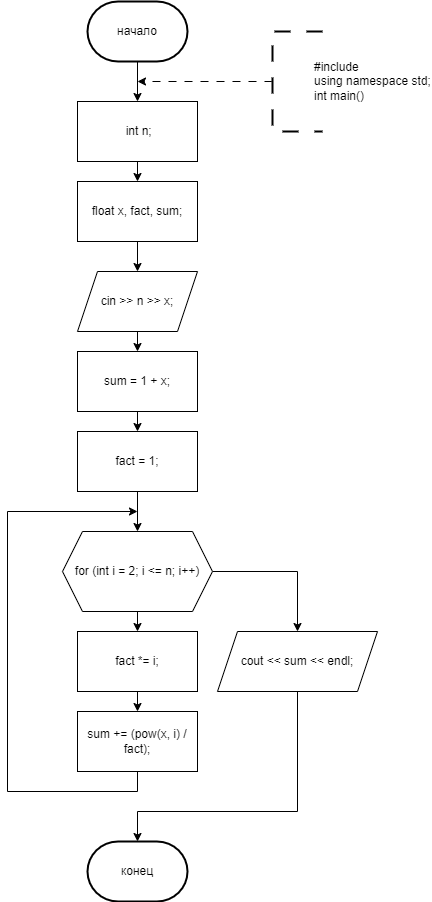 начало
#include
using namespace std;
int main()
int n;
float x, fact, sum;
cin >> n >> x;
sum = 1 + x;
fact = 1;
for (int i = 2; i <= n; i++)
fact *= i;
cout << sum << endl;
sum += (pow(x, i) /
fact);
конец